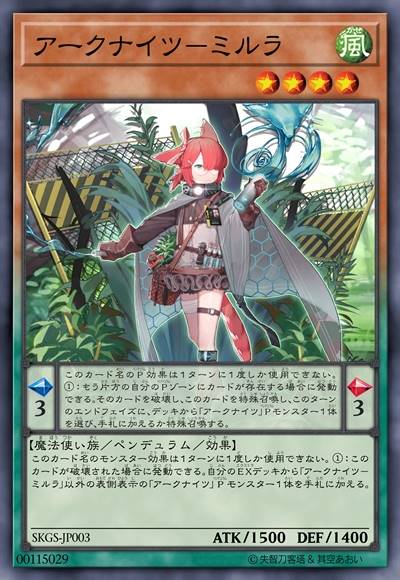 アークナイツーミルラ
風
かぜ
3
3
このカード名のP効果は1ターンに1度しか使用できない。
①:もう片方の自分のPゾーンにカードが存在する場合に発動
できる。そのカードを破壊し、このカードを特殊召喚し、このターン
のエンドフェイズに、デッキから「アークナイツ」Pモンスター1体
を選び、手札に加えるか特殊召喚する。
【魔法使い族/ペンデュラム/効果】
このカード名のモンスター効果は1ターンに1度しか使用できない。①:この
カードが破壊された場合に発動できる。自分のEXデッキから「アークナイツー
ミルラ」以外の表側表示の「アークナイツ」Pモンスター1体を手札に加える。
SKGS-JP003
ATK/1500 DEF/1400
00115029
©失智刀客塔 & 其空あおい